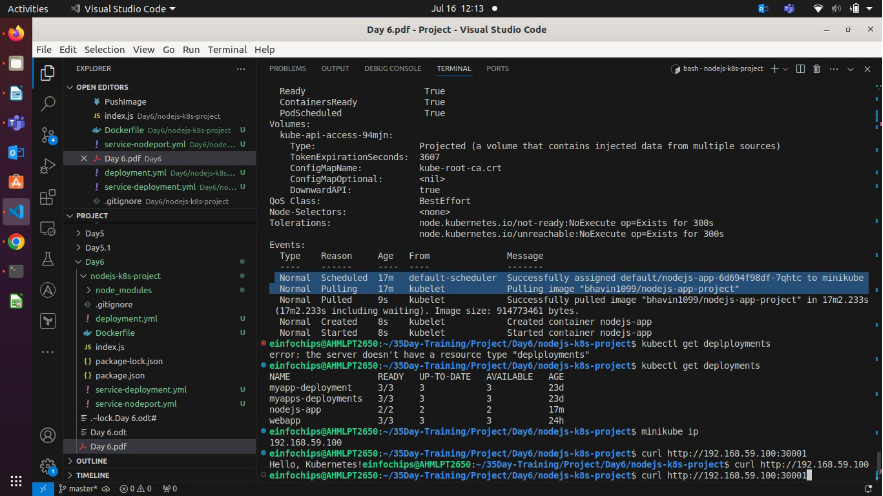 Activities
Visual Studio Code
Jul 16 12:13
Day 6.pdf - Project - Visual Studio Code
File Edit Selection View Go Run Terminal Help
EXPLORER
OPEN EDITORS
PushImage
index.js Day6/nodejs-k8s-project
Dockerfile Day6/nodejs-k8s-project U
service-nodeport.yml Day6/node... U
Day 6.pdf Day6
deployment.yml Day6/nodejs-k8s... U
service-deployment.yml Day6/no... U
.gitignore Day6/nodejs-k8s-project
PROJECT
Day5
Day5.1
Day6
nodejs-k8s-project
node_modules
.gitignore
deployment.yml U
Dockerfile U
index.js
package-lock.json
package.json
service-deployment.yml U
service-nodeport.yml U
.~lock.Day 6.odt#
Day 6.odt
Day 6.pdf
OUTLINE
TIMELINE
PROBLEMS OUTPUT DEBUG CONSOLE TERMINAL PORTS
bash - nodejs-k8s-project
Ready True
ContainersReady True
PodScheduled True
Volumes:
kube-api-access-94mjn:
Type: Projected (a volume that contains injected data from multiple sources)
TokenExpirationSeconds: 3607
ConfigMapName: kube-root-ca.crt
ConfigMapOptional: <nil>
DownwardAPI: true
QoS Class: BestEffort
Node-Selectors: <none>
Tolerations: node.kubernetes.io/not-ready:NoExecute op=Exists for 300s
node.kubernetes.io/unreachable:NoExecute op=Exists for 300s
Events:
Type Reason Age From Message
---- ------ ---- ---- -------
Normal Scheduled 17m default-scheduler Successfully assigned default/nodejs-app-6d694f98df-7qhtc to minikube
Normal Pulling 17m kubelet Pulling image "bhavin1099/nodejs-app-project"
Normal Pulled 9s kubelet Successfully pulled image "bhavin1099/nodejs-app-project" in 17m2.233s
(17m2.233s including waiting). Image size: 914773461 bytes.
Normal Created 8s kubelet Created container nodejs-app
Normal Started 8s kubelet Started container nodejs-app
einfochips@AHMLPT2650:~/35Day-Training/Project/Day6/nodejs-k8s-project$ kubectl get deplployments
error: the server doesn't have a resource type "deplployments"
einfochips@AHMLPT2650:~/35Day-Training/Project/Day6/nodejs-k8s-project$ kubectl get deployments
NAME READY UP-TO-DATE AVAILABLE AGE
myapp-deployment 3/3 3 3 23d
myapps-deployments 3/3 3 3 23d
nodejs-app 2/2 2 2 17m
webapp 3/3 3 3 24h
einfochips@AHMLPT2650:~/35Day-Training/Project/Day6/nodejs-k8s-project$ minikube ip
192.168.59.100
einfochips@AHMLPT2650:~/35Day-Training/Project/Day6/nodejs-k8s-project$ curl http://192.168.59.100:30001
Hello, Kubernetes!einfochips@AHMLPT2650:~/35Day-Training/Project/Day6/nodejs-k8s-project$ curl http://192.168.59.100
einfochips@AHMLPT2650:~/35Day-Training/Project/Day6/nodejs-k8s-project$ curl http://192.168.59.100:30001
master* 0 0 0